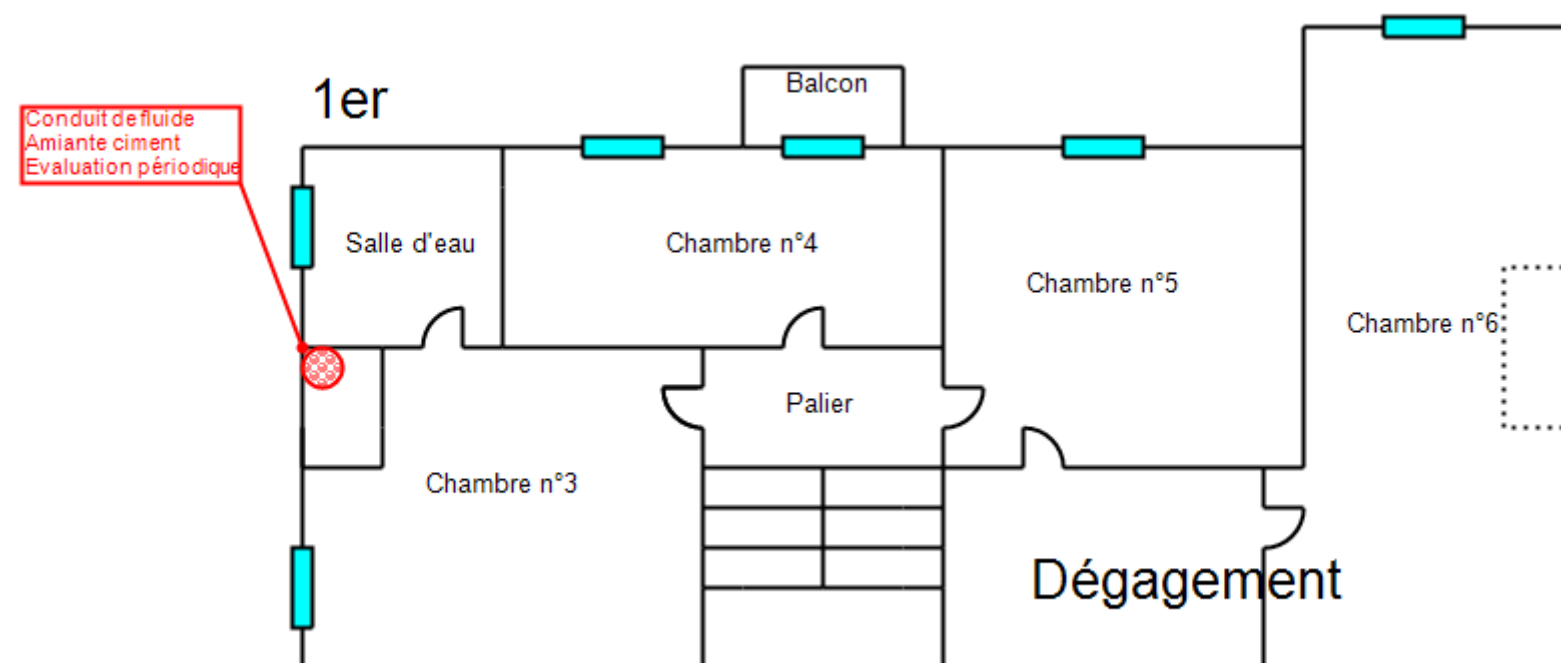 1er
Balcon
Conduit de fluide
Amiante ciment
Evaluation périodique
Salle d'eau
Chambre n°4
Chambre n°5
Chambre n°6
Palier
Chambre n°3
Dégagement